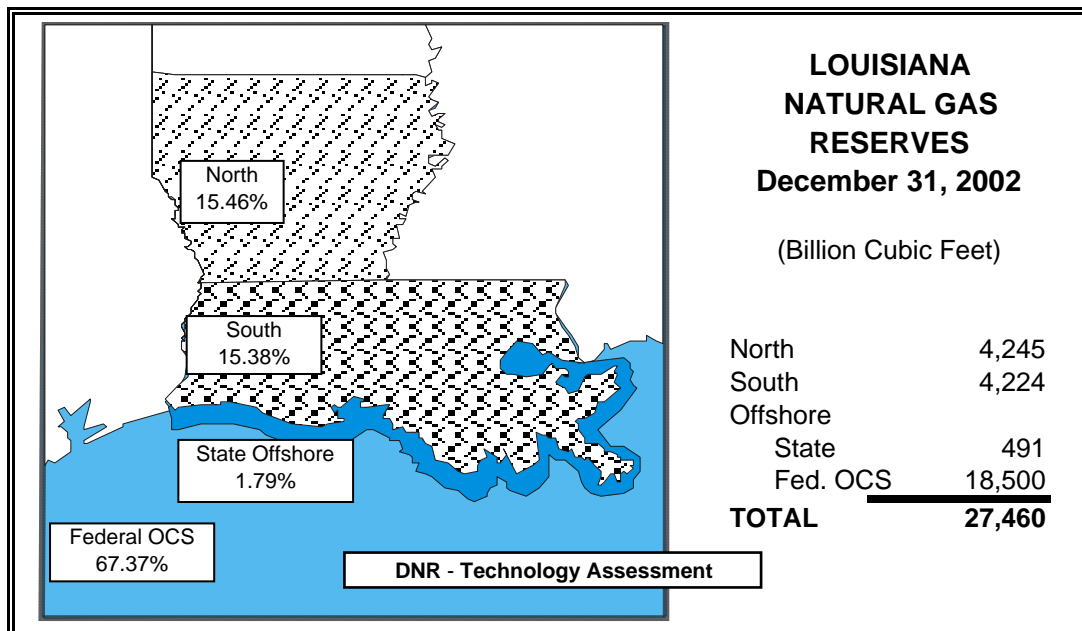 LOUISIANA
NATURAL GAS
RESERVES
December 31, 2002
(Billion Cubic Feet)
North
15.46%
South
15.38%
State Offshore
1.79%
Federal OCS
67.37%
DNR - Technology Assessment
North 4,245
South 4,224
Offshore
State 491
Fed. OCS 18,500
TOTAL 27,460